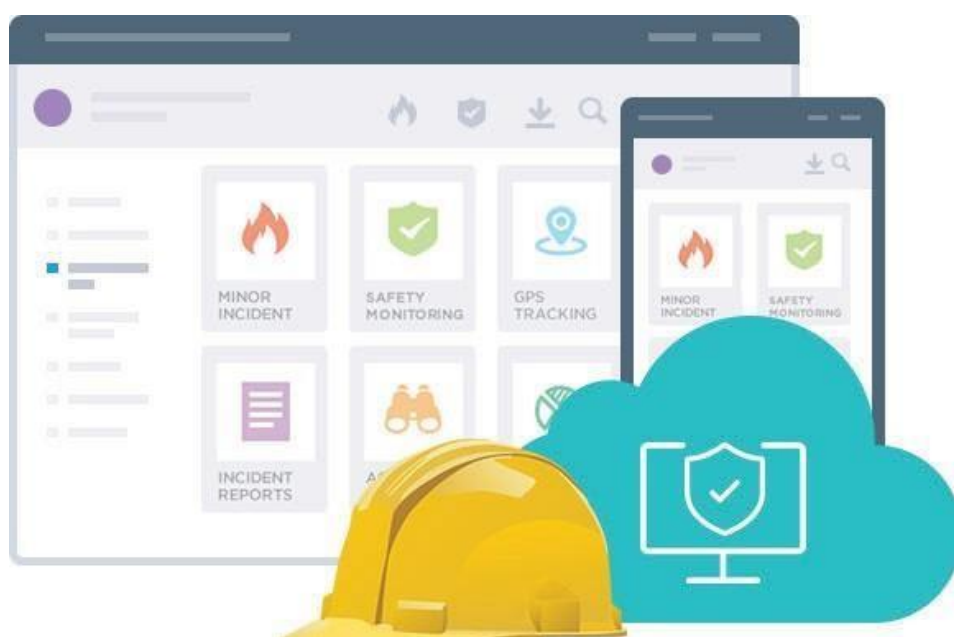 MINOR
INCIDENT
SAFETY
MONITORING
GPS
TRACKING
INCIDENT
REPORTS
MINOR
INCIDENT
SAFETY
MONITORING